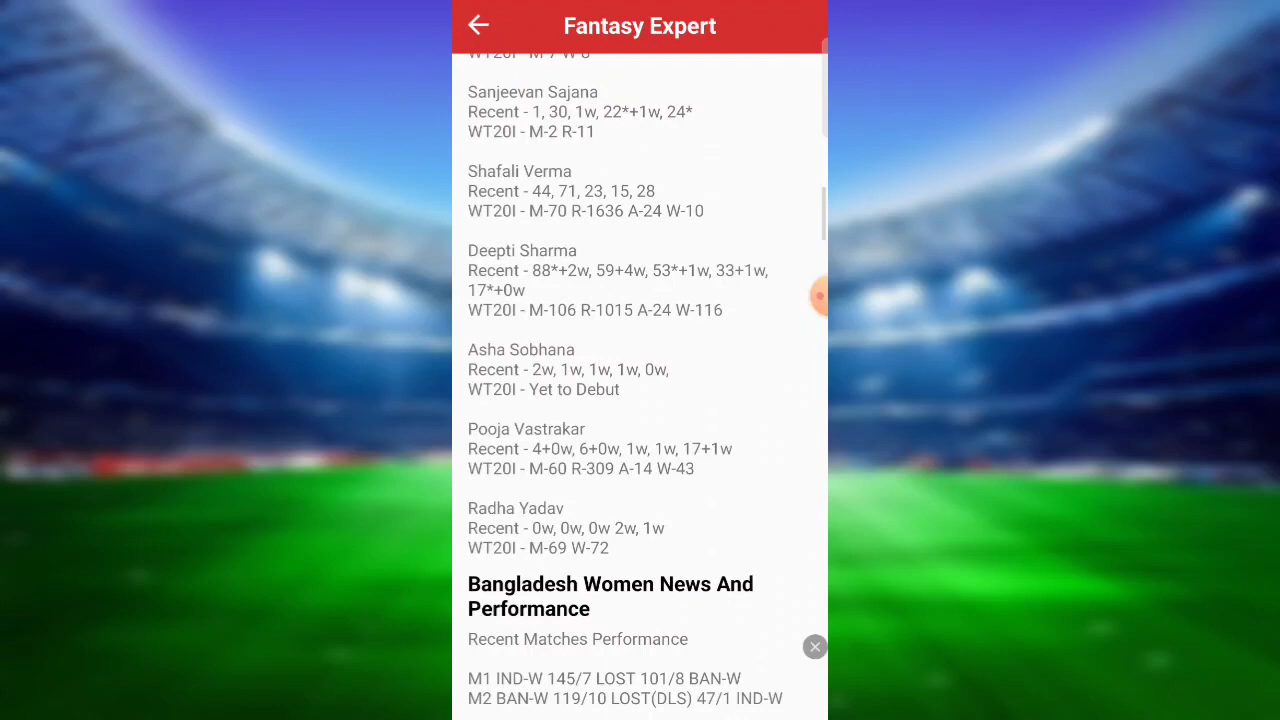 Fantasy Expert
Sanjeevan Sajana
Recent - 1, 30, 1w, 22*+1w, 24*
WT20I - M-2 R-11
Shafali Verma
Recent - 44, 71, 23, 15, 28
WT20I - M-70 R-1636 A-24 W-10
Deepti Sharma
Recent - 88*+2w, 59+4w, 53*+1w, 33+1w,
17*+0w
WT20I - M-106 R-1015 A-24 W-116
Asha Sobhana
Recent - 2w, 1w, 1w, 1w, 0w,
WT20I - Yet to Debut
Pooja Vastrakar
Recent - 4+0w, 6+0w, 1w, 1w, 17+1w
WT20I - M-60 R-309 A-14 W-43
Radha Yadav
Recent - 0w, 0w, 0w 2w, 1w
WT20I - M-69 W-72
Bangladesh Women News And
Performance
Recent Matches Performance
M1 IND-W 145/7 LOST 101/8 BAN-W
M2 BAN-W 119/10 LOST(DLS) 47/1 IND-W